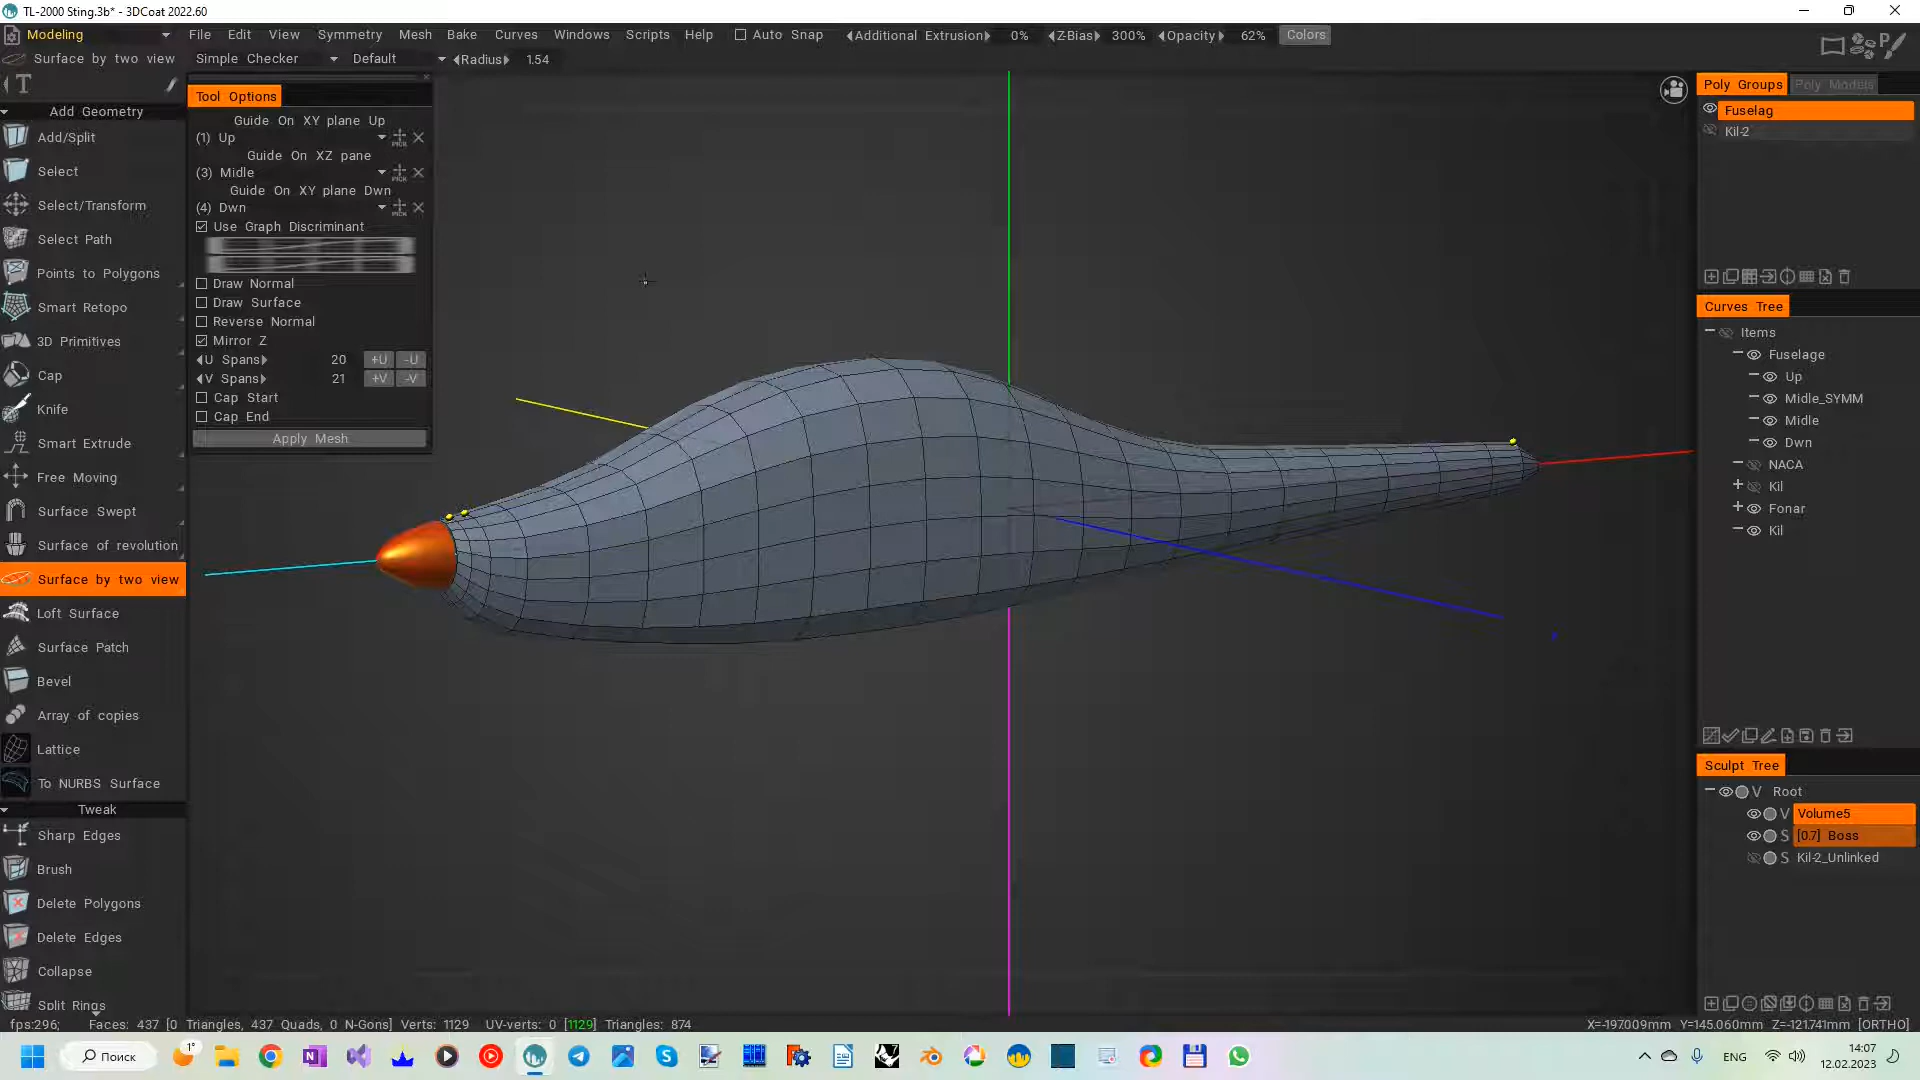 TL-2000 Sting.3b* - 3DCoat 2022.60
Modeling File Edit View Symmetry Mesh Bake Curves Windows Scripts Help Auto Snap Additional Extrusion 0% Z-Bias 300% Opacity 62% Colors
Surface by two view Simple Checker Default Radius 1.54
T
Add Geometry
Add/Split
Select
Select/Transform
Select Path
Points to Polygons
Smart Retopo
3D Primitives
Cap
Knife
Smart Extrude
Free Moving
Surface Swept
Surface of revolution
Surface by two view
Loft Surface
Surface Patch
Bevel
Array of copies
Lattice
To NURBS Surface
Tweak
Sharp Edges
Brush
Delete Polygons
Delete Edges
Collapse
Split Rings
Tool Options
Guide On XY plane Up
(1) Up PICK
Guide On XZ pane
(3) Midle PICK
Guide On XY plane Dwn
(4) Dwn PICK
Use Graph Discriminant
Draw Normal
Draw Surface
Reverse Normal
Mirror Z
U Spans 20 +U -U
V Spans 21 +V -V
Cap Start
Cap End
Apply Mesh
Poly Groups Poly Models
Fuselag
Kil-2
Curves Tree
Items
Fuselage
Up
Midle_SYMM
Midle
Dwn
NACA
Kil
Fonar
Kil
Sculpt Tree
V Root
V Volume5
S [0.7] Boss
S Kil-2_Unlinked
fps:296; Faces: 437 [0 Triangles, 437 Quads, 0 N-Gons] Verts: 1129 UV-verts: 0 [1129] Triangles: 874
X=-197.009mm Y=145.060mm Z=-121.741mm [ORTHO]
Поиск
1°
ENG
14:07
12.02.2023